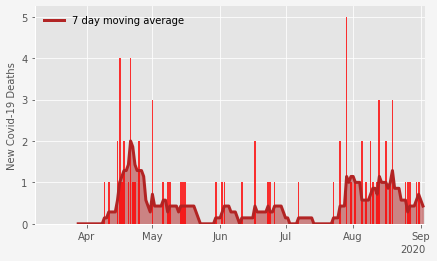 7 day moving average
New Covid-19 Deaths
5
4
3
2
1
0
Apr
May
Jun
Jul
Aug
Sep
2020